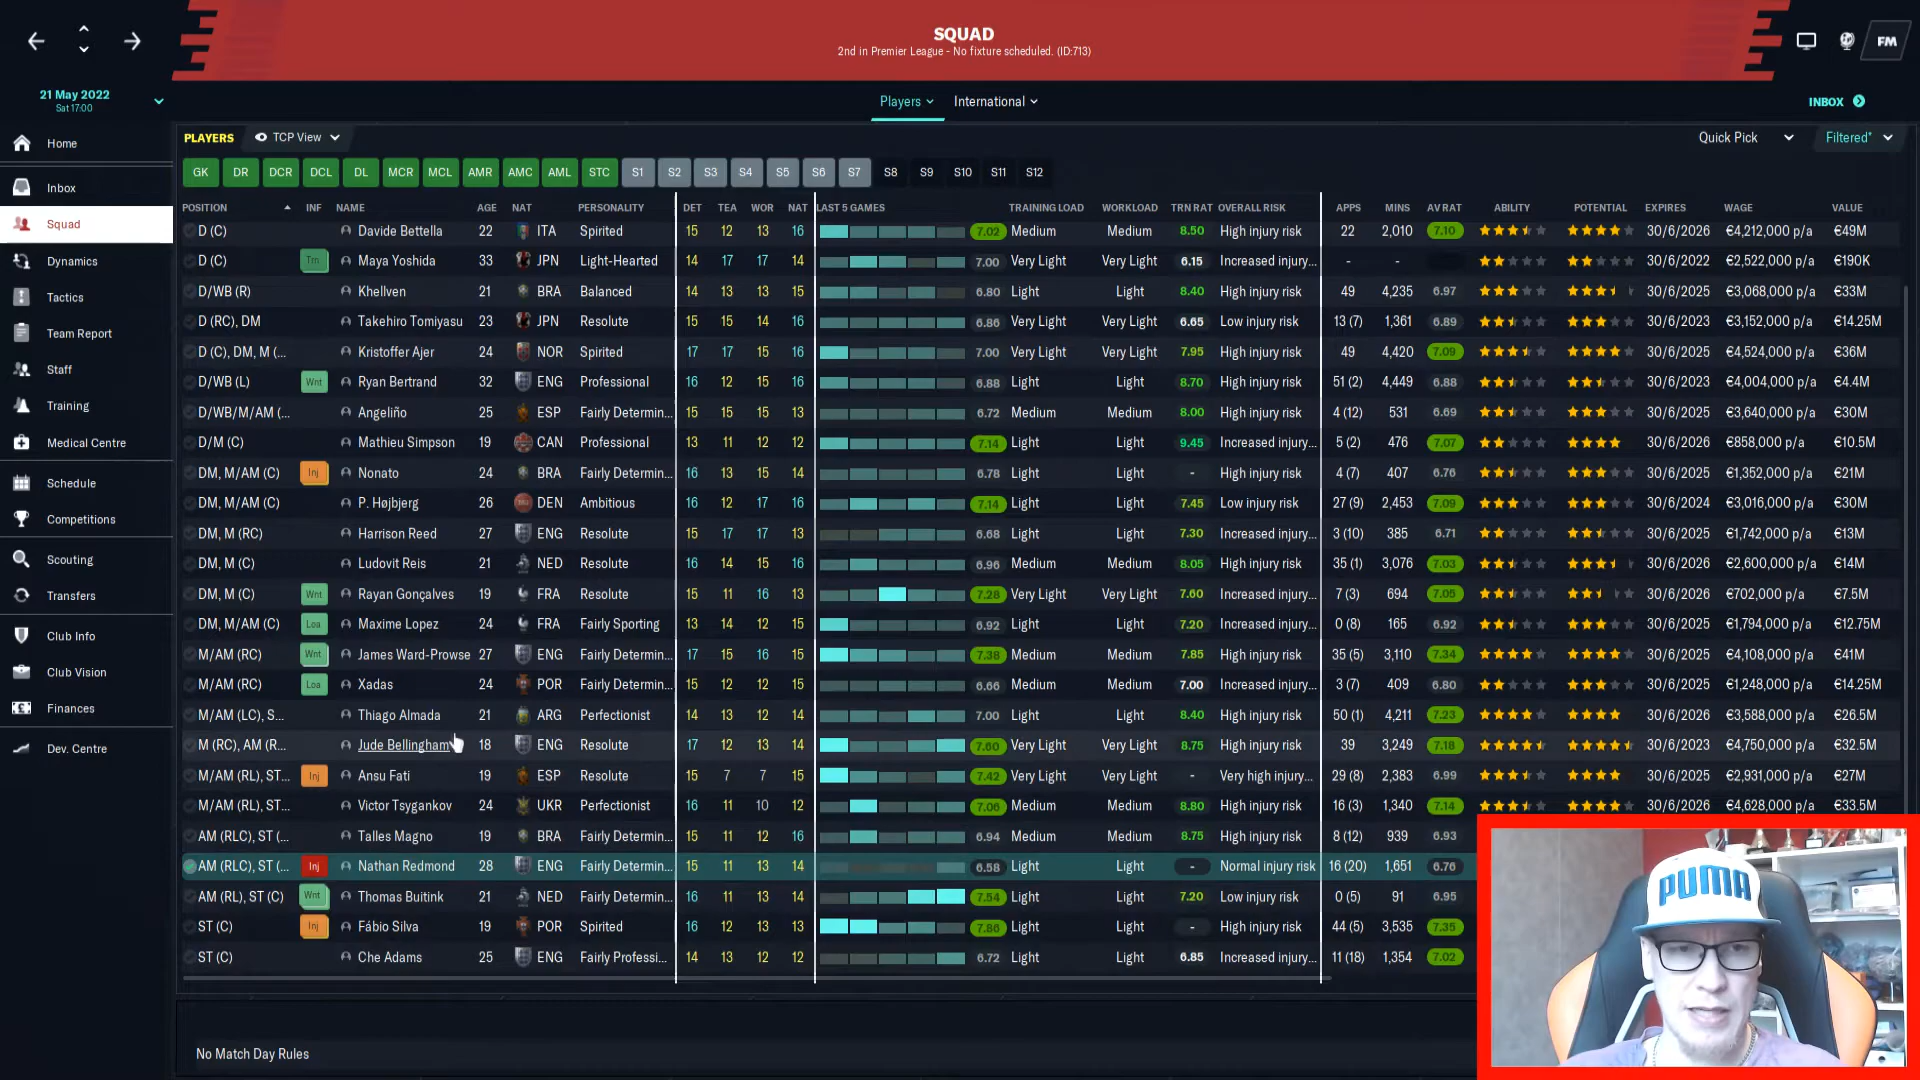 SQUAD
2nd in Premier League - No fixture scheduled. (ID:713)
FM
21 May 2022
Sat 17:00
Players International
INBOX
Home
Inbox
Squad
Dynamics
Tactics
Team Report
Staff
Training
Medical Centre
Schedule
Competitions
Scouting
Transfers
Club Info
Club Vision
Finances
Dev. Centre
PLAYERS TCP View Quick Pick Filtered*
GK DR DCR DCL DL MCR MCL AMR AMC AML STC S1 S2 S3 S4 S5 S6 S7 S8 S9 S10 S11 S12
POSITION INF NAME AGE NAT PERSONALITY DET TEA WOR NAT LAST 5 GAMES TRAINING LOAD WORKLOAD TRN RAT OVERALL RISK APPS MINS AV RAT ABILITY POTENTIAL EXPIRES WAGE VALUE
D (C) Davide Bettella 22 ITA Spirited 15 12 13 16 7.02 Medium Medium 8.50 High injury risk 22 2,010 7.10 30/6/2026 €4,212,000 p/a €49M
D (C) Trn Maya Yoshida 33 JPN Light-Hearted 14 17 17 14 7.00 Very Light Very Light 6.15 Increased injury... - - 30/6/2022 €2,522,000 p/a €190K
D/WB (R) Khellven 21 BRA Balanced 14 13 13 15 6.80 Light Light 8.40 High injury risk 49 4,235 6.97 30/6/2026 €3,068,000 p/a €33M
D (RC), DM Takehiro Tomiyasu 23 JPN Resolute 15 15 14 16 6.86 Very Light Very Light 6.65 Low injury risk 13 (7) 1,361 6.89 30/6/2023 €3,152,000 p/a €14.25M
D (C), DM, M (... Kristoffer Ajer 24 NOR Spirited 17 17 15 16 7.00 Very Light Very Light 7.95 High injury risk 49 4,420 7.09 30/6/2025 €4,524,000 p/a €36M
D/WB (L) Wnt Ryan Bertrand 32 ENG Professional 16 12 15 16 6.88 Light Light 8.70 High injury risk 51 (2) 4,449 6.88 30/6/2023 €4,004,000 p/a €4.4M
D/WB/M/AM (... Angeliño 25 ESP Fairly Determin... 15 15 15 13 6.72 Medium Medium 8.00 High injury risk 4 (12) 531 6.69 30/6/2025 €3,640,000 p/a €30M
D/M (C) Mathieu Simpson 19 CAN Professional 13 11 12 12 7.14 Light Light 9.45 Increased injury... 5 (2) 476 7.07 30/6/2026 €858,000 p/a €10.5M
DM, M/AM (C) Inj Nonato 24 BRA Fairly Determin... 16 13 15 14 6.78 Light Light - High injury risk 4 (7) 407 6.76 30/6/2025 €1,352,000 p/a €21M
DM, M/AM (C) P. Højbjerg 26 DEN Ambitious 16 12 17 16 7.14 Light Light 7.45 Low injury risk 27 (9) 2,453 7.09 30/6/2024 €3,016,000 p/a €30M
DM, M (RC) Harrison Reed 27 ENG Resolute 15 17 17 13 6.68 Light Light 7.30 Increased injury... 3 (10) 385 6.71 30/6/2025 €1,742,000 p/a €13M
DM, M (C) Ludovit Reis 21 NED Resolute 16 14 15 16 6.96 Medium Medium 8.05 High injury risk 35 (1) 3,076 7.03 30/6/2026 €2,600,000 p/a €14M
DM, M (C) Wnt Rayan Gonçalves 19 FRA Resolute 15 11 16 13 7.28 Very Light Very Light 7.60 Increased injury... 7 (3) 694 7.05 30/6/2026 €702,000 p/a €7.5M
DM, M/AM (C) Loa Maxime Lopez 24 FRA Fairly Sporting 13 14 12 15 6.92 Light Light 7.20 Increased injury... 0 (8) 165 6.92 30/6/2025 €1,794,000 p/a €12.75M
M/AM (RC) Wnt James Ward-Prowse 27 ENG Fairly Determin... 17 15 16 15 7.38 Medium Medium 7.85 High injury risk 35 (5) 3,110 7.34 30/6/2025 €4,108,000 p/a €41M
M/AM (RC) Loa Xadas 24 POR Fairly Determin... 15 12 12 15 6.66 Medium Medium 7.00 Increased injury... 3 (7) 409 6.80 30/6/2025 €1,248,000 p/a €14.25M
M/AM (LC), S... Thiago Almada 21 ARG Perfectionist 14 13 12 14 7.00 Light Light 8.40 High injury risk 50 (1) 4,211 7.23 30/6/2025 €3,588,000 p/a €26.5M
M (RC), AM (R... Jude Bellingham 18 ENG Resolute 17 12 13 14 7.60 Very Light Very Light 8.75 High injury risk 39 3,249 7.18 30/6/2023 €4,750,000 p/a €32.5M
M/AM (RL), ST... Inj Ansu Fati 19 ESP Resolute 15 7 7 15 7.42 Very Light Very Light - Very high injury... 29 (8) 2,383 6.99 30/6/2025 €2,931,000 p/a €27M
M/AM (RL), ST... Victor Tsygankov 24 UKR Perfectionist 16 11 10 12 7.06 Medium Medium 8.80 High injury risk 16 (3) 1,340 7.14 30/6/2026 €4,628,000 p/a €33.5M
AM (RLC), ST (... Talles Magno 19 BRA Fairly Determin... 15 11 12 16 6.94 Medium Medium 8.75 High injury risk 8 (12) 939 6.93
AM (RLC), ST (... Inj Nathan Redmond 28 ENG Fairly Determin... 15 11 13 14 6.58 Light Light - Normal injury risk 16 (20) 1,651 6.76
AM (RL), ST (C) Wnt Thomas Buitink 21 NED Fairly Determin... 16 11 13 14 7.54 Light Light 7.20 Low injury risk 0 (5) 91 6.95
ST (C) Inj Fábio Silva 19 POR Spirited 16 12 13 13 7.86 Light Light - High injury risk 44 (5) 3,535 7.35
ST (C) Che Adams 25 ENG Fairly Professi... 14 13 12 12 6.72 Light Light 6.85 Increased injury... 11 (18) 1,354 7.02
No Match Day Rules
PUMA